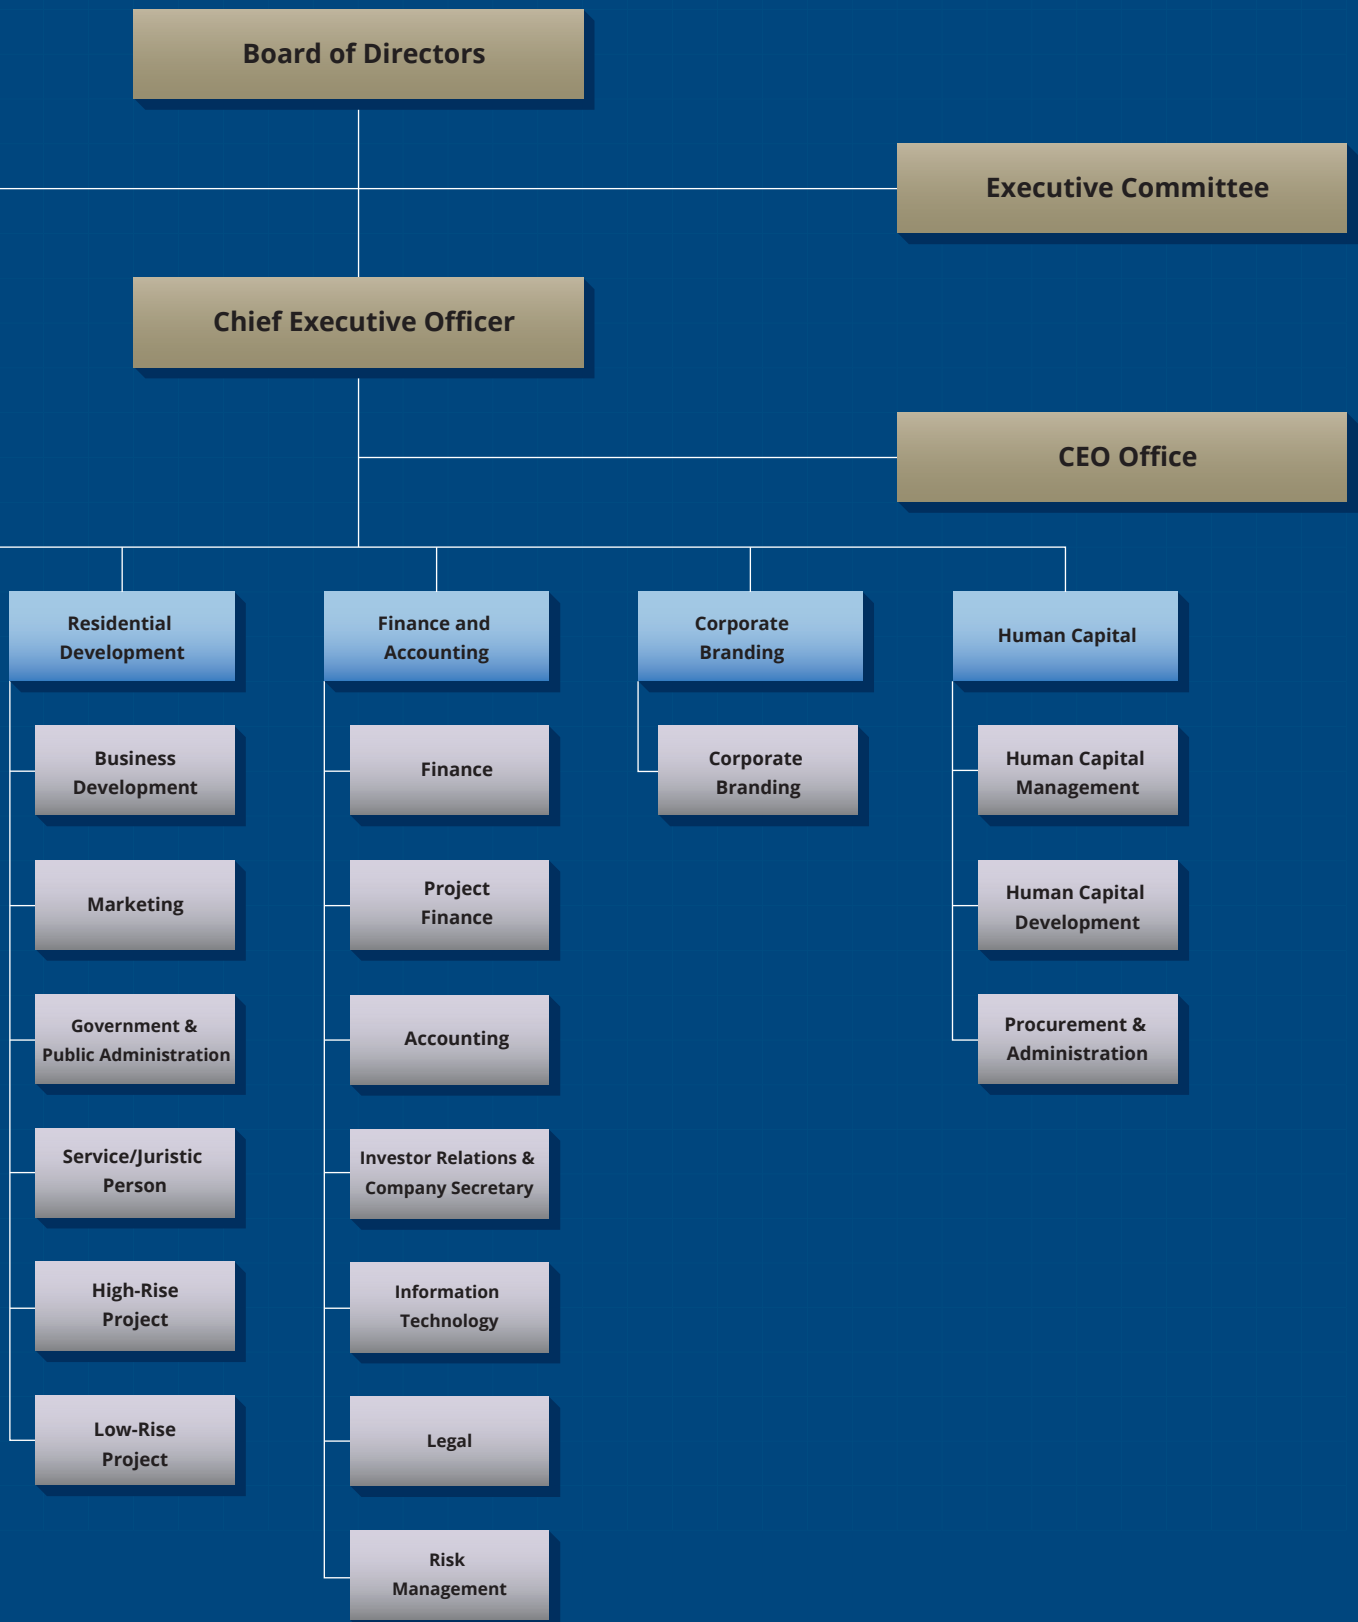 Board of Directors
Executive Committee
Chief Executive Officer
CEO Office
Residential
Development
Business
Development
Marketing
Government &
Public Administration
Service/Juristic
Person
High-Rise
Project
Low-Rise
Project
Finance and
Accounting
Finance
Project
Finance
Accounting
Investor Relations &
Company Secretary
Information
Technology
Legal
Risk
Management
Corporate
Branding
Corporate
Branding
Human Capital
Human Capital
Management
Human Capital
Development
Procurement &
Administration